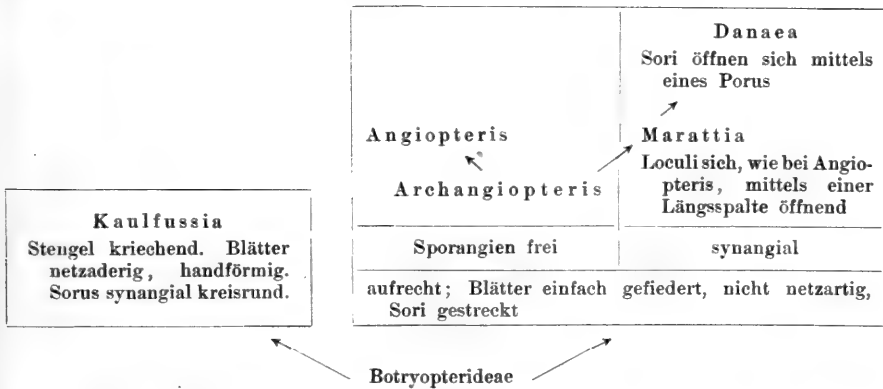 Danaea
Sori öffnen sich mittels
eines Porus
Angiopteris
Marattia
Archangiopteris
Loculi sich, wie bei Angio-
pteris, mittels einer
Längsspalte öffnend
Kaulfussia
Stengel kriechend. Blätter
netzaderig, handförmig.
Sorus synangial kreisrund.
Sporangien frei
synangial
aufrecht; Blätter einfach gefiedert, nicht netzartig,
Sori gestreckt
Botryopterideae